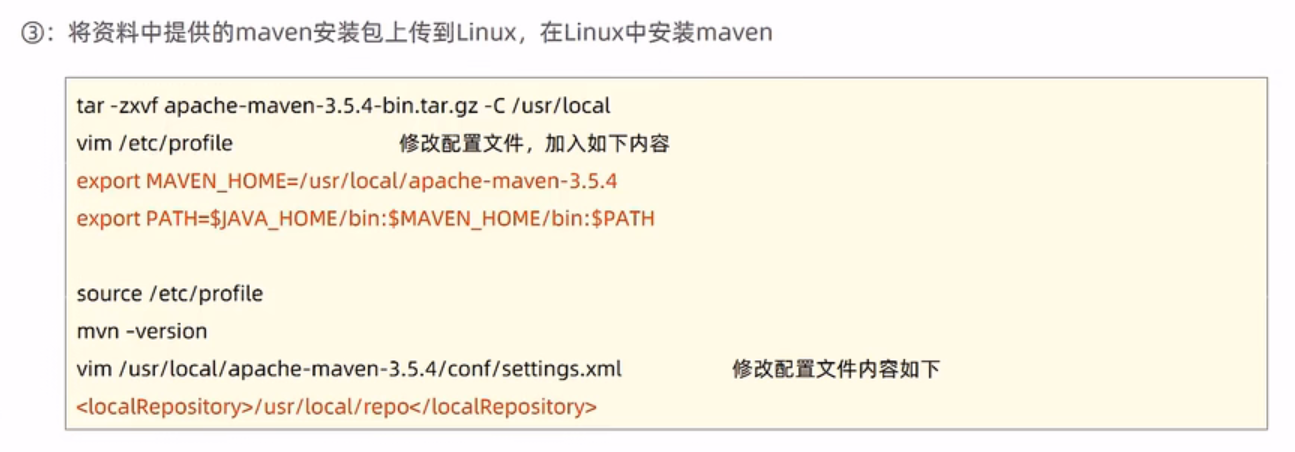 ③：将资料中提供的maven安装包上传到Linux，在Linux中安装maven
tar -zxvf apache-maven-3.5.4-bin.tar.gz -C /usr/local
vim /etc/profile 修改配置文件，加入如下内容
export MAVEN_HOME=/usr/local/apache-maven-3.5.4
export PATH=$JAVA_HOME/bin:$MAVEN_HOME/bin:$PATH
source /etc/profile
mvn –version
vim /usr/local/apache-maven-3.5.4/conf/settings.xml 修改配置文件内容如下
<localRepository>/usr/local/repo</localRepository>